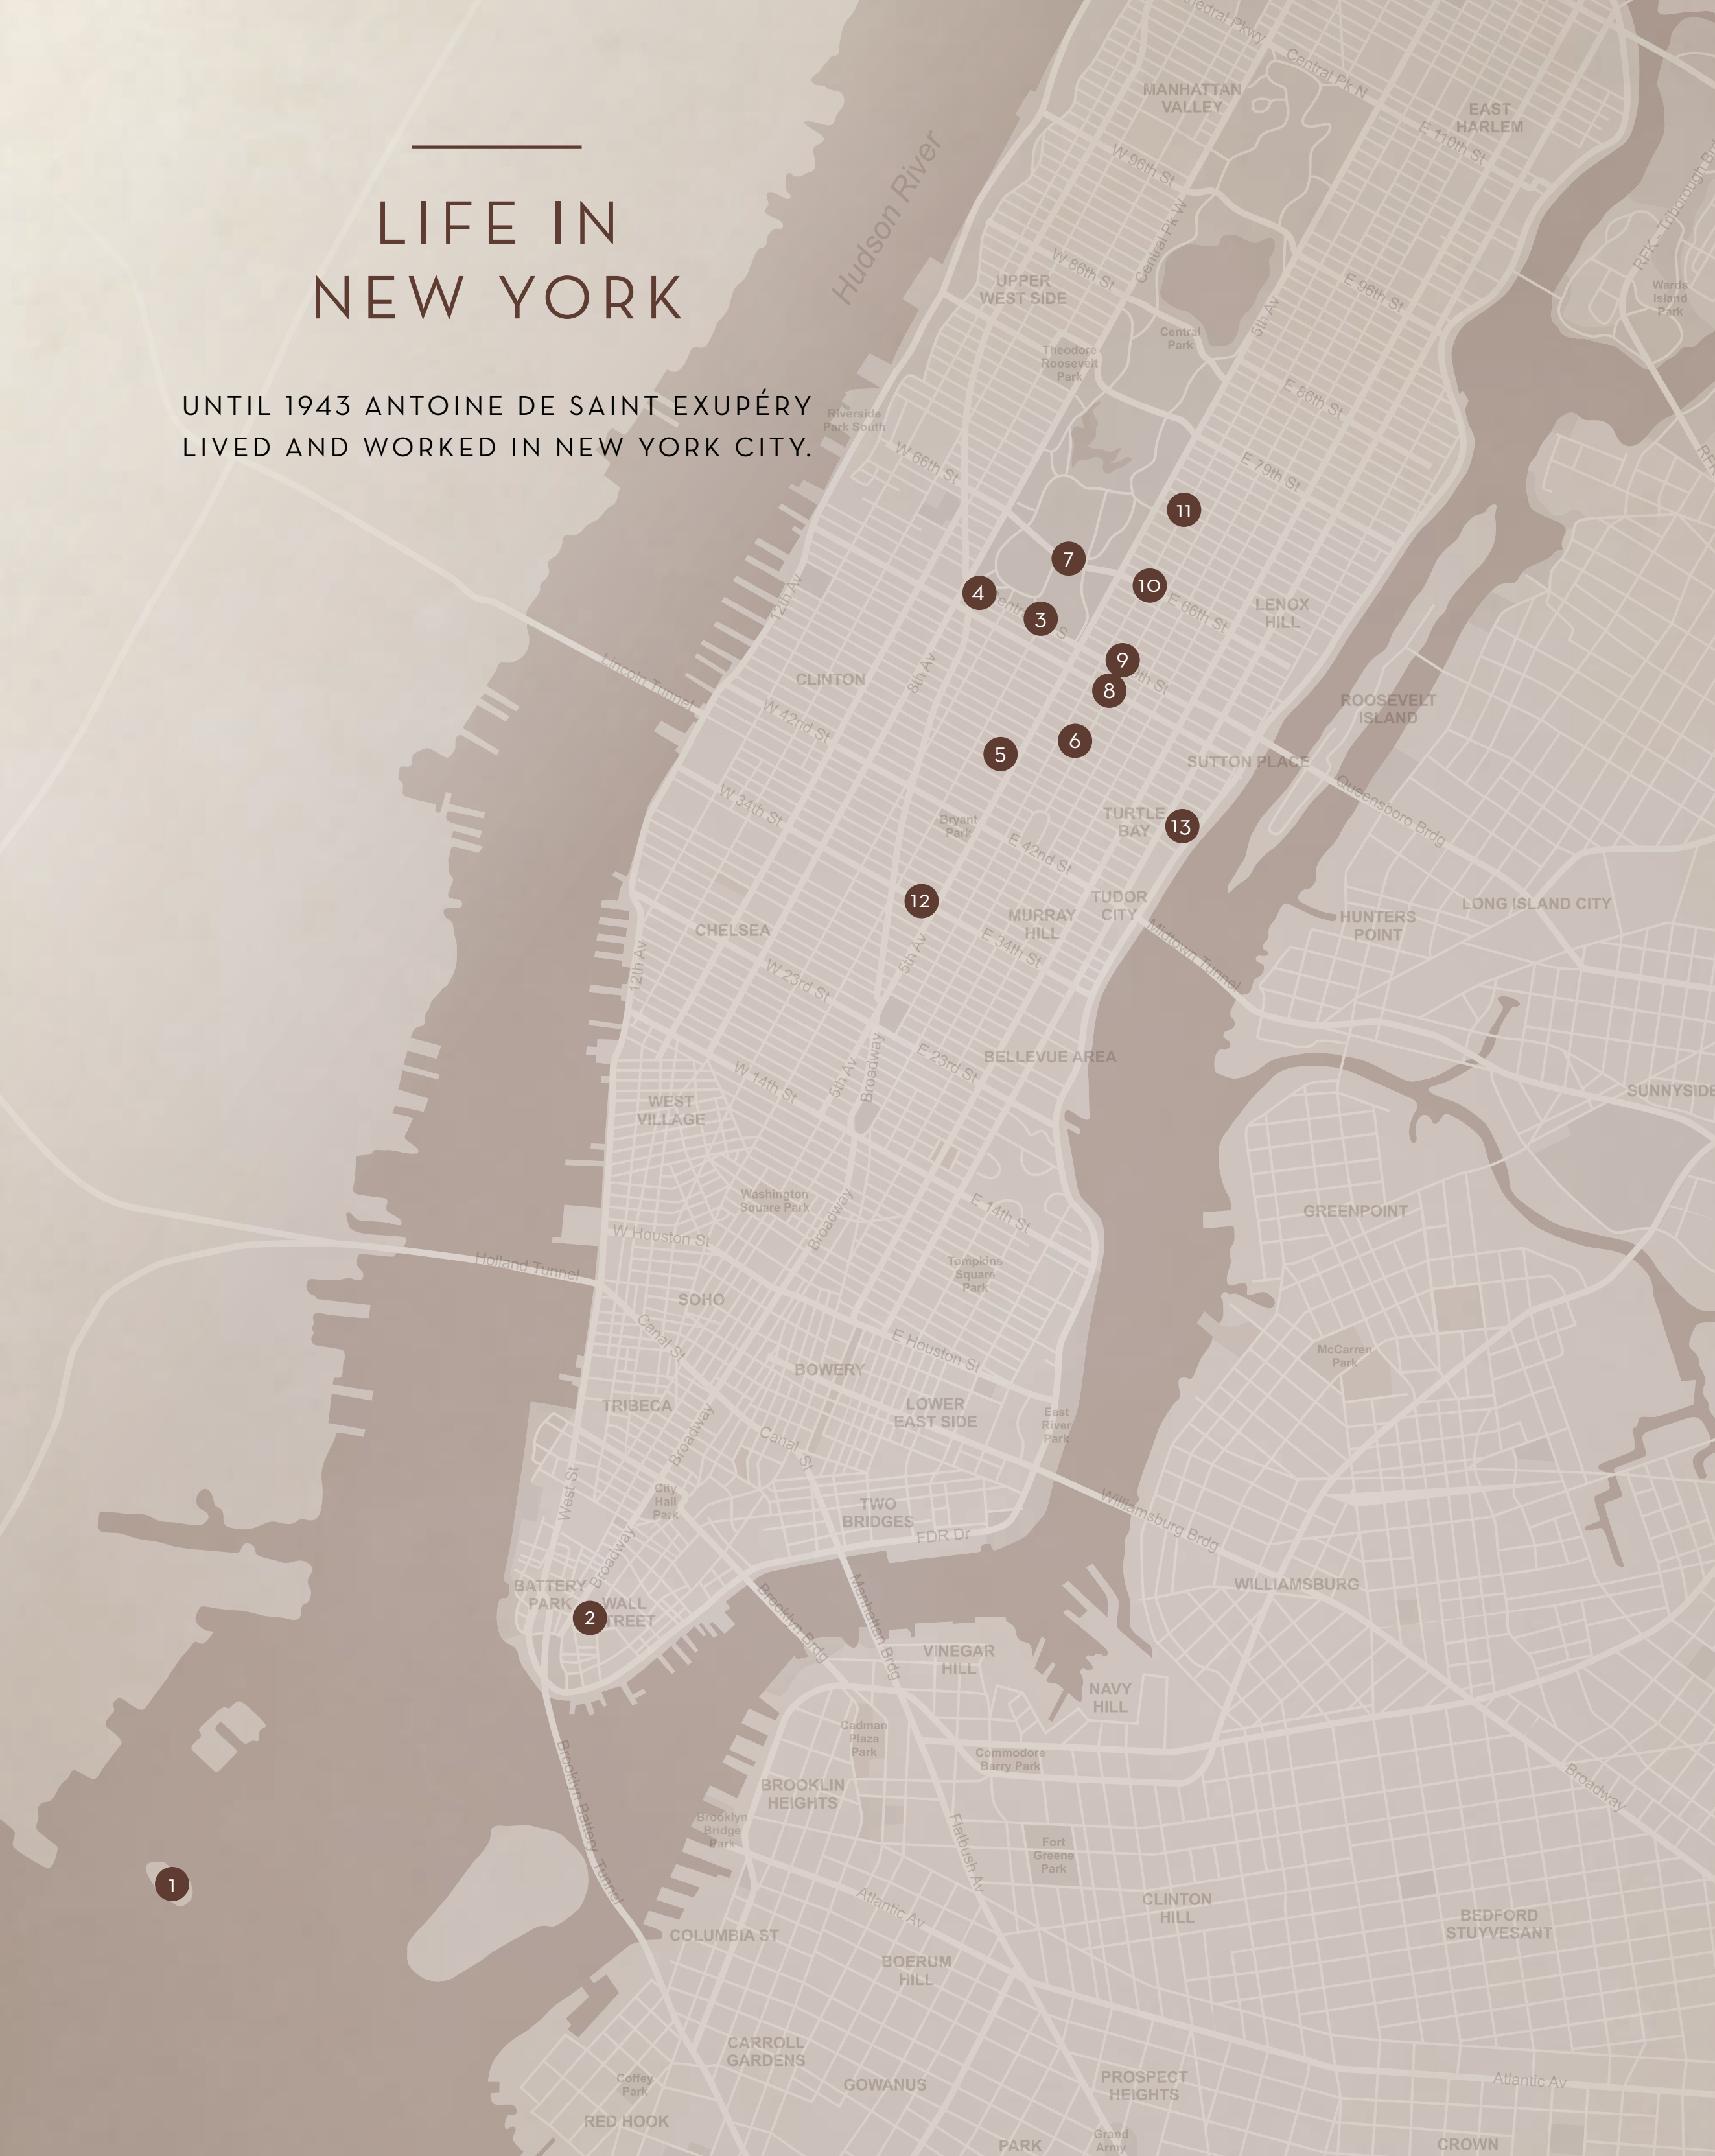 LIFE IN
NEW YORK
UNTIL 1943 ANTOINE DE SAINT EXUPÉRY
LIVED AND WORKED IN NEW YORK CITY.
Central Pk N
MANHATTAN
VALLEY
EAST
HARLEM
E 110th St
W 96th St
Hudson River
Central Pk W
RFK - Triborough Brd
W 86th St
UPPER
WEST SIDE
E 96th St
Wards
Island
Park
5th Av
Central
Park
Theodore
Roosevelt
Park
E 86th St
Riverside
Park South
W 66th St
E 79th St
11
7
10
4
3
12th Av
E 66th St
LENOX
HILL
9
8
Lincoln Tunnel
CLINTON
8th Av
ROOSEVELT
ISLAND
W 42nd St
6
5
SUTTON PLACE
W 34th St
Queensboro Brdg
Bryant
Park
TURTLE
BAY
13
E 42nd St
12
TUDOR
CITY
LONG ISLAND CITY
MURRAY
HILL
HUNTERS
POINT
CHELSEA
5th Av
E 34th St
Midtown Tunnel
12th Av
W 23rd St
E 23rd St
BELLEVUE AREA
Broadway
5th Av
W 14th St
SUNNYSIDE
WEST
VILLAGE
Washington
Square Park
Broadway
E 14th St
GREENPOINT
W Houston St
Holland Tunnel
Tompkins
Square
Park
SOHO
Canal St
E Houston St
McCarren
Park
BOWERY
TRIBECA
LOWER
EAST SIDE
East
River
Park
Broadway
Canal St
West St
City
Hall
Park
TWO
BRIDGES
FDR Dr
Williamsburg Brdg
Broadway
BATTERY
PARK
WALL
TREET
2
Brooklyn Brdg
Manhattan Brdg
WILLIAMSBURG
VINEGAR
HILL
NAVY
HILL
Cadman
Plaza
Park
Commodore
Barry Park
Brooklyn Battery Tunnel
BROOKLIN
HEIGHTS
Broadway
Brooklyn
Bridge
Park
Flatbush Av
Fort
Greene
Park
1
Atlantic Av
CLINTON
HILL
BEDFORD
STUYVESANT
COLUMBIA ST
BOERUM
HILL
CARROLL
GARDENS
Coffey
Park
GOWANUS
PROSPECT
HEIGHTS
Atlantic Av
RED HOOK
PARK
Grand
Army
CROWN